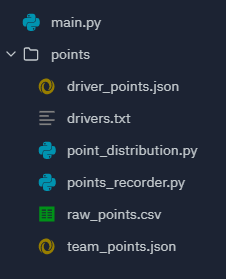 main.py
points
driver_points.json
drivers.txt
point_distribution.py
points_recorder.py
raw_points.csv
team_points.json